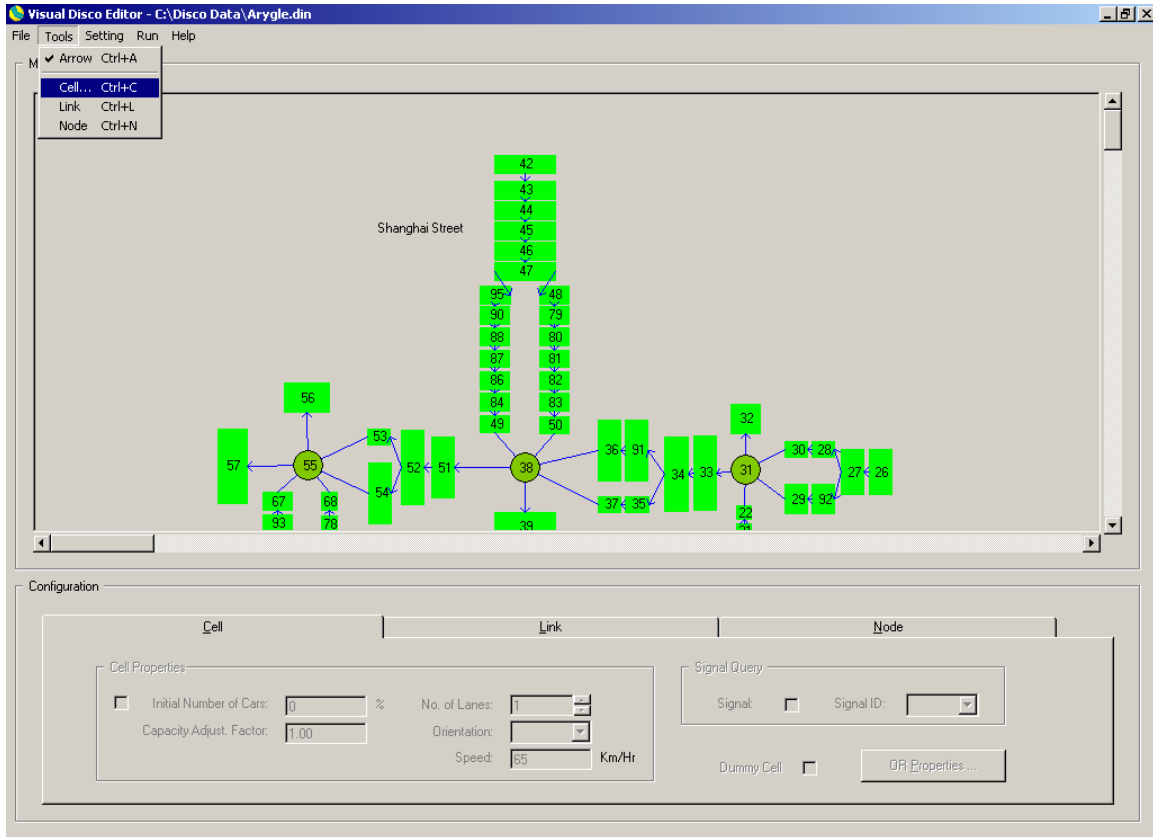 Visual Disco Editor - C:\Disco Data\Arygle.din
File Tools Setting Run Help
Arrow Ctrl+A
M
Cell... Ctrl+C
Link Ctrl+L
Node Ctrl+N
42
43
44
Shanghai Street 45
46
47
95 48
90 79
88 80
87 81
86 82
56 84 83
32
49 50
53 36 91 30 28
57 55 52 51 38 34 33 31 27 26
54 37 35 29 92
67 68 22
93 78 39 21
Configuration
Cell Link Node
Cell Properties Signal Query
Initial Number of Cars: 0 % No. of Lanes: 1 Signal: Signal ID:
Capacity Adjust. Factor: 1.00 Orientation:
Speed: 65 Km/Hr Dummy Cell OR Properties ...